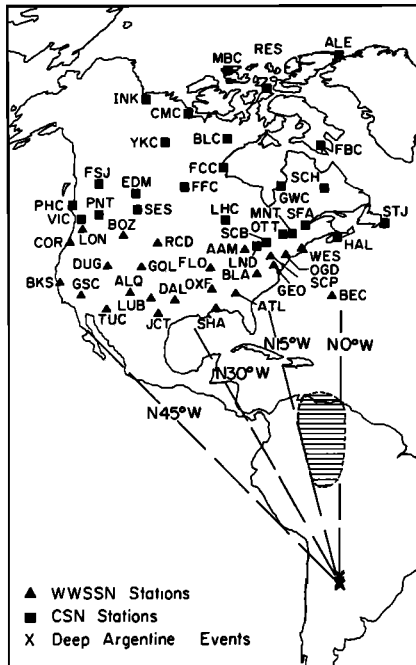 RES
ALE
MBC
INK
CMC
YKC
BLC
FBC
FCC
SCH
FSJ
EDM
FFC
GWC
PHC
PNT
SES
LHC
MNT
SFA
STJ
VIC
BOZ
SCB
OTT
COR
LON
RCD
AAM
HAL
WES
DUG
GOL
FLO
LND
OGD
BKS
GSC
ALQ
OXF
BLA
SCP
LUB
DAL
GEO
BEC
ATL
TUC
JCT
SHA
N15°W
N0°W
N30°W
N45°W
WWSSN Stations
CSN Stations
Deep Argentine Events